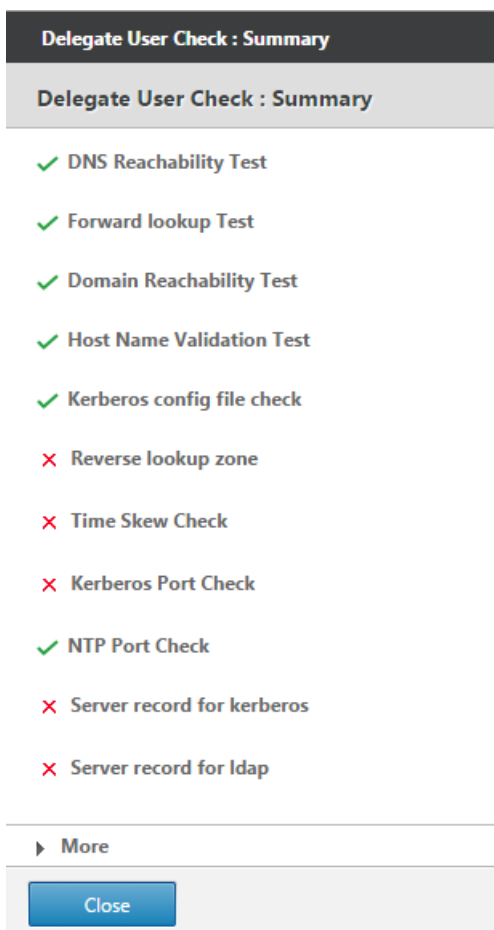 Delegate User Check : Summary
Delegate User Check : Summary
DNS Reachability Test
Forward lookup Test
Domain Reachability Test
Host Name Validation Test
Kerberos config file check
Reverse lookup zone
Time Skew Check
Kerberos Port Check
NTP Port Check
Server record for kerberos
Server record for ldap
More
Close